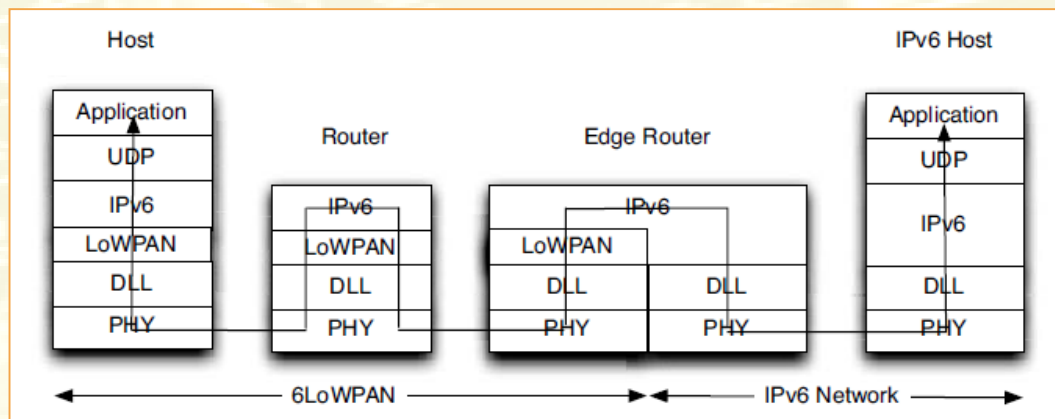 Host
IPv6 Host
Router
Edge Router
Application
UDP
IPv6
LoWPAN
DLL
PHY
IPv6
LoWPAN
DLL
PHY
IPv6
LoWPAN
DLL
PHY
DLL
PHY
Application
UDP
IPv6
DLL
PHY
6LoWPAN
IPv6 Network